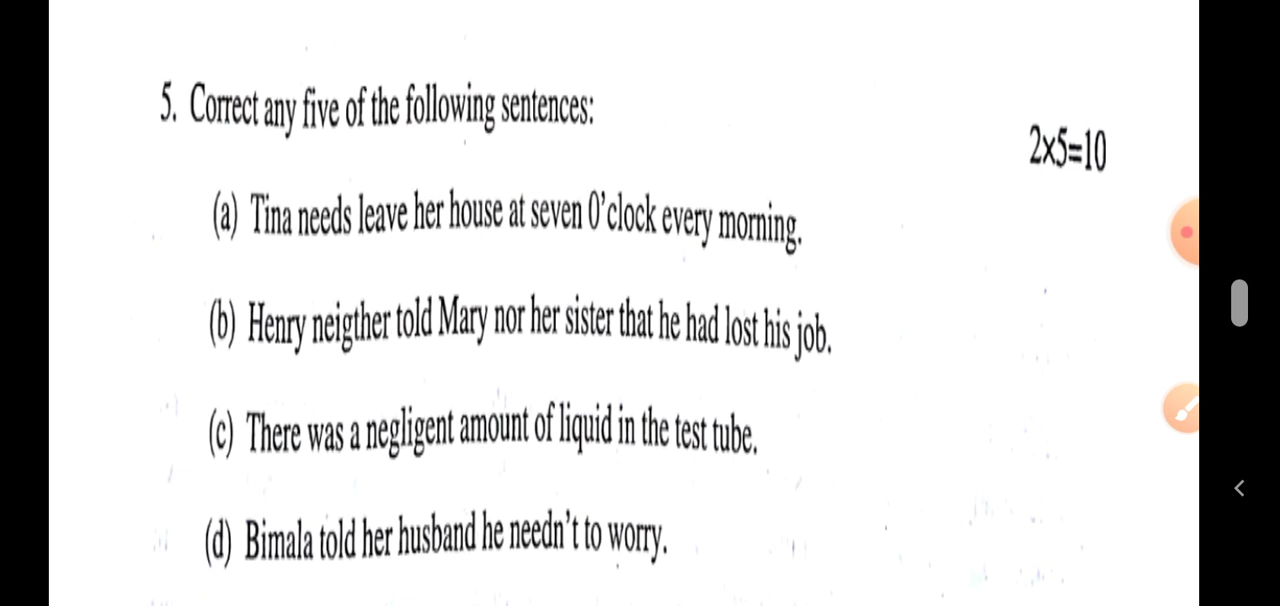 5. Correct any five of the following sentences:
2x5=10
(a) Tina needs leave her house at seven O'clock every morning.
(b) Henry neigther told Mary nor her sister that he had lost his job.
(c) There was a negligent amount of liquid in the test tube.
(d) Bimala told her husband he needn't to worry.